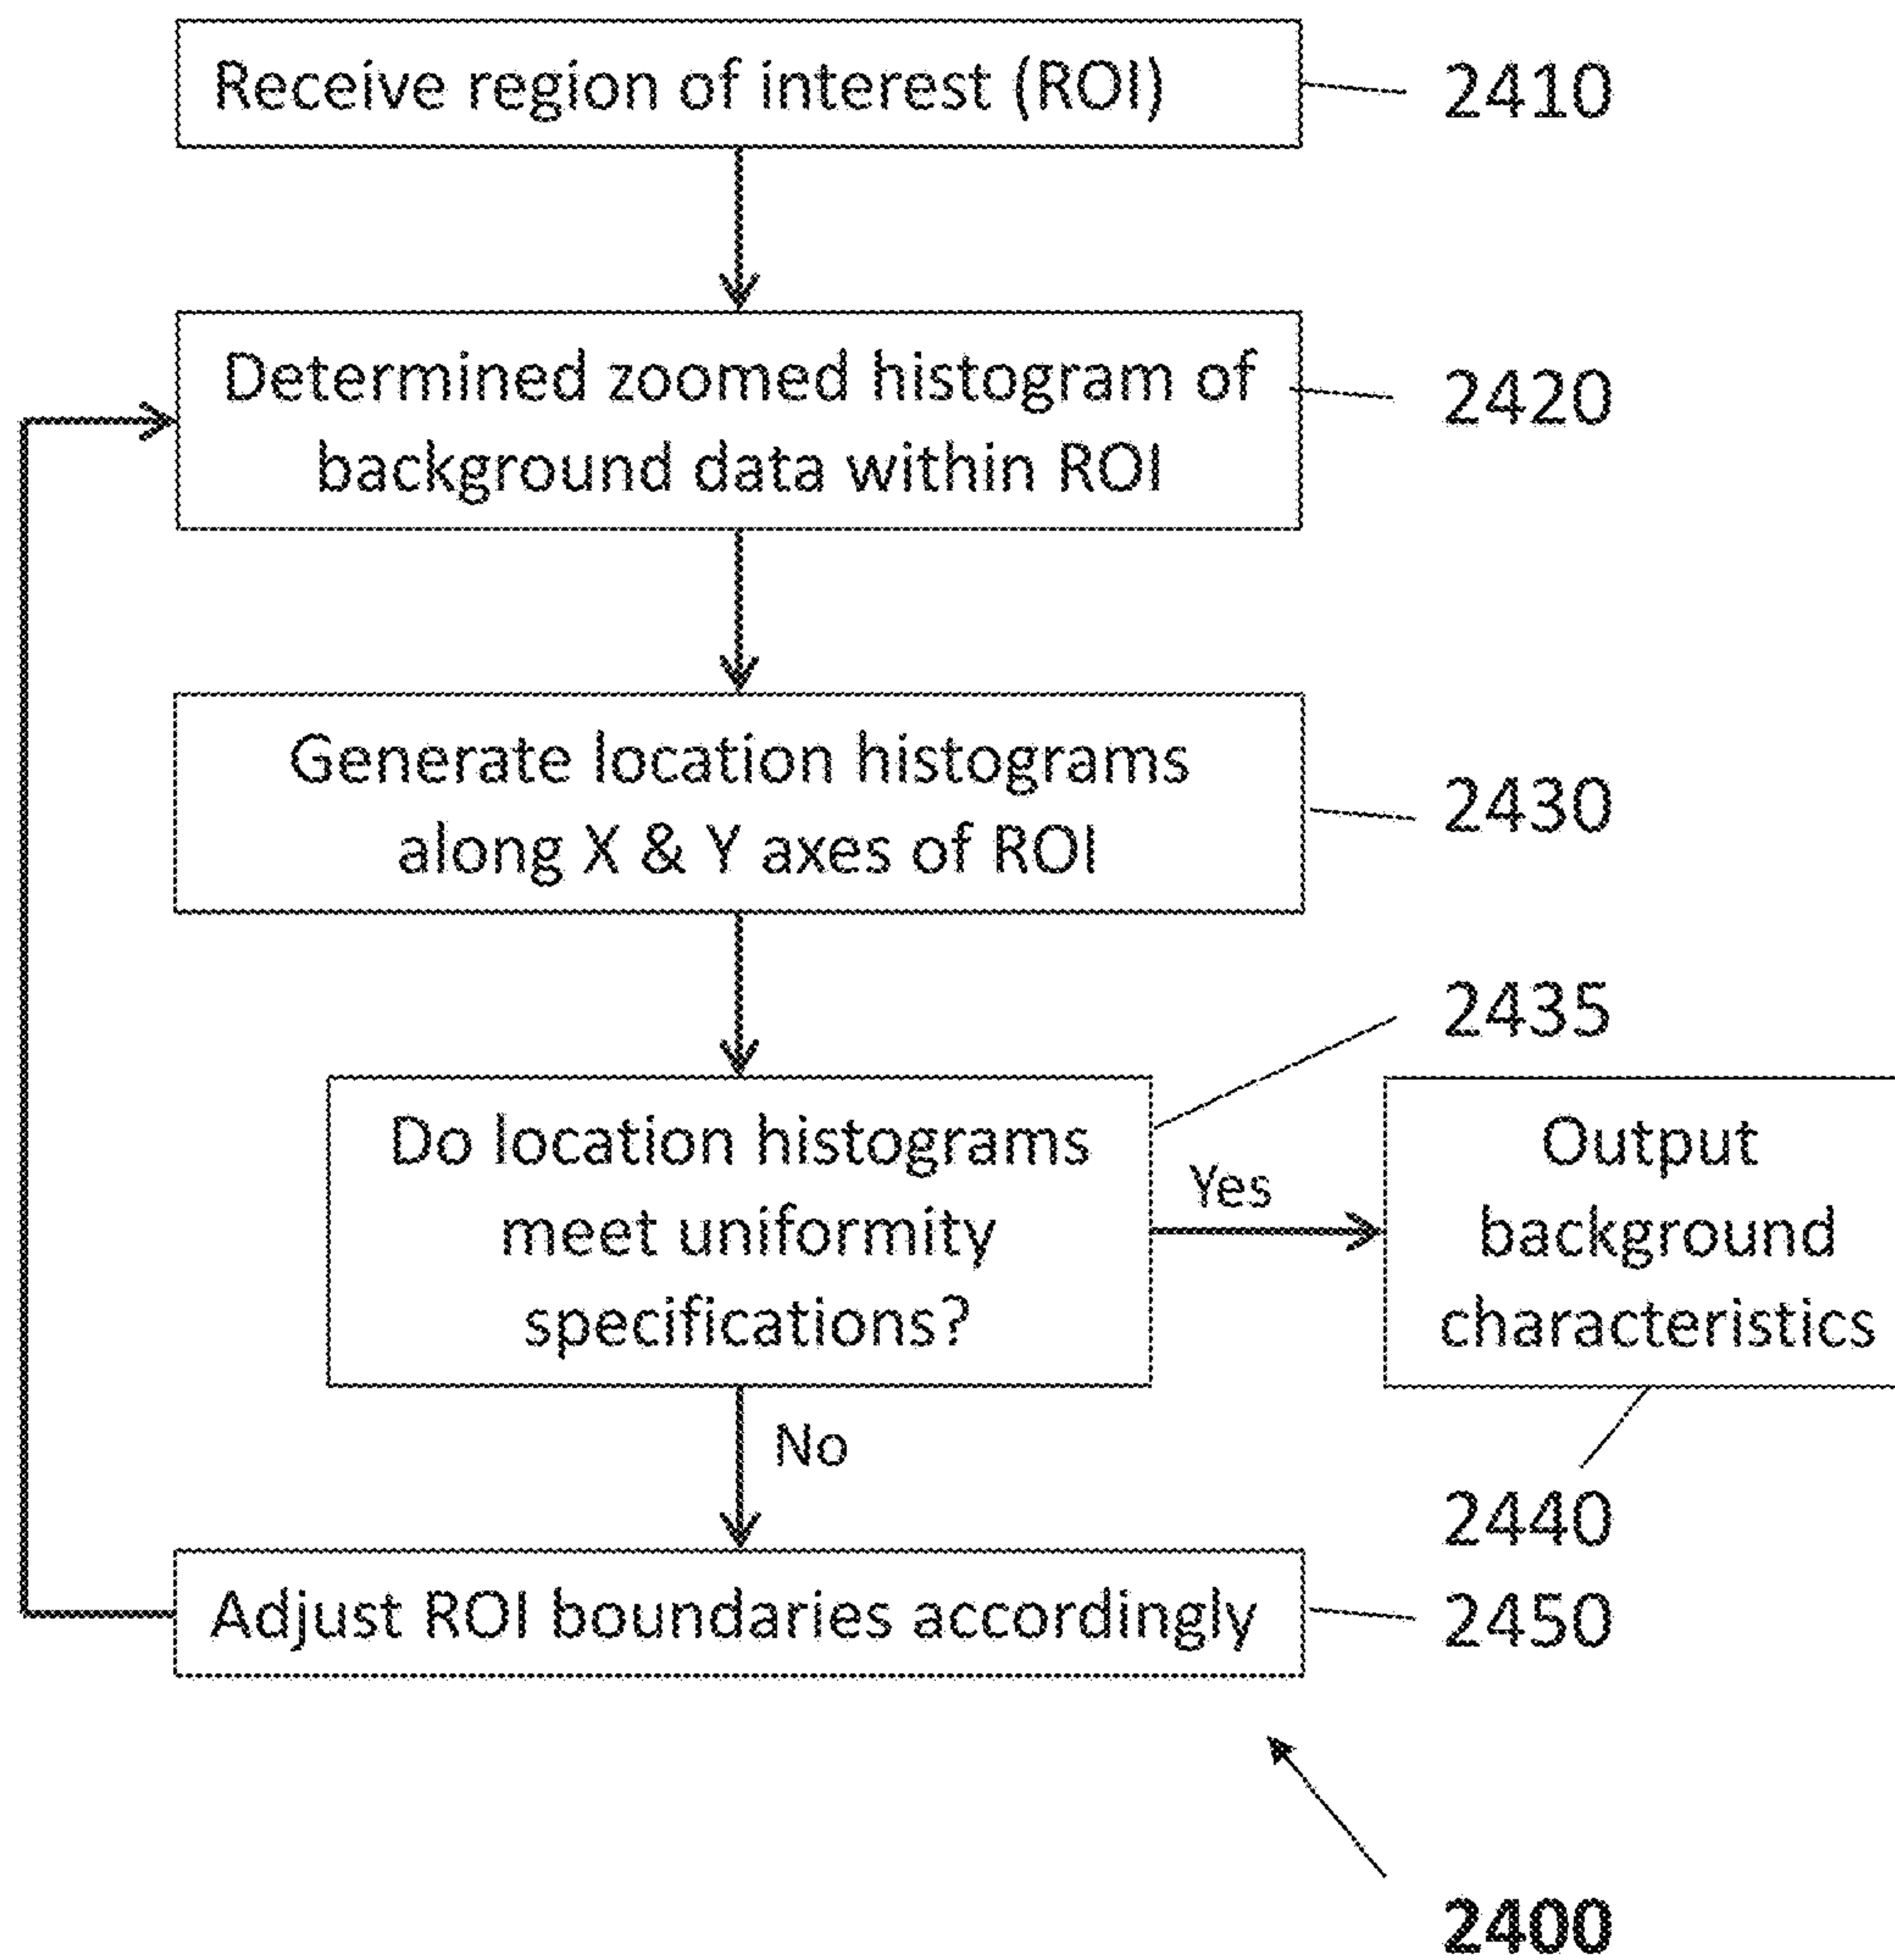 Receive region of interest (ROI)
2410
Determined zoomed histogram of
background data within ROI
2420
Generate location histograms
along X & Y axes of ROI
2430
2435
Do location histograms
meet uniformity
specifications?
Yes
Output
background
characteristics
No
2440
Adjust ROI boundaries accordingly
2450
2400